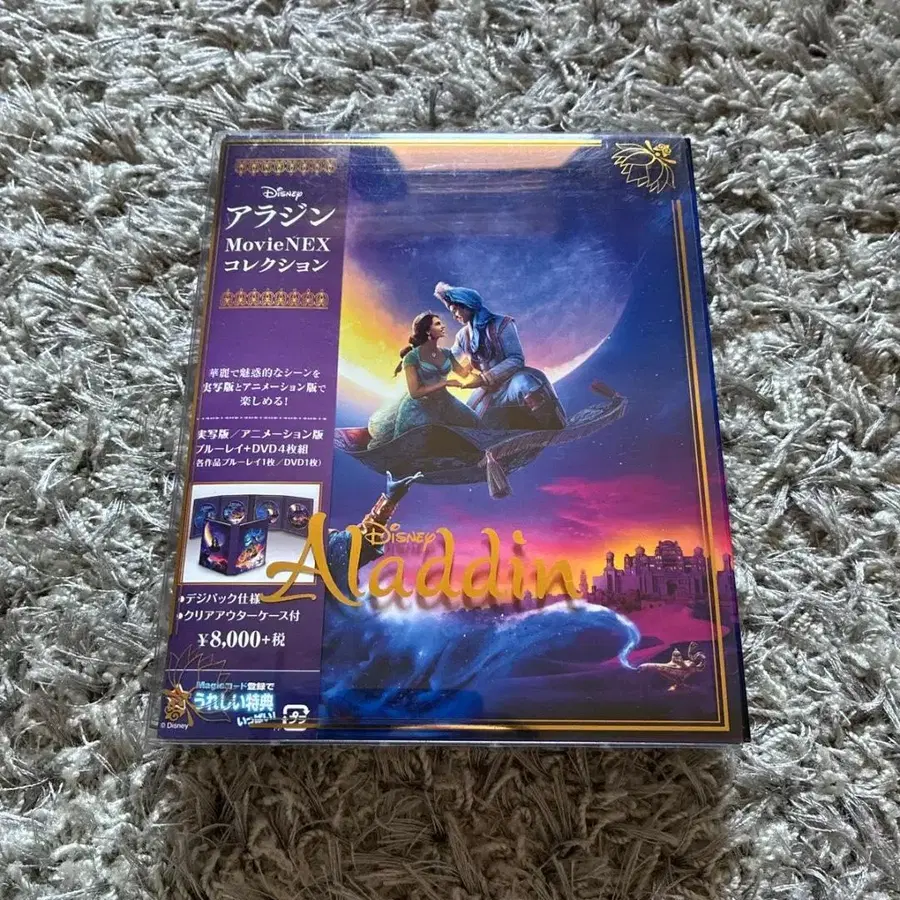 Disney
アラジン
MovieNEX
コレクション
華麗で魅惑的なシーンを
実写版とアニメーション版で
楽しめる!
実写版/アニメーション版
ブルーレイ+DVD4枚組
(各作品ブルーレイ1枚/DVD1枚)
Disney
Aladdin
●デジパック仕様
●クリアアウターケース付
¥8,000+税
Magicコード登録で
うれしい特典
いっぱい!
© Disney
プラ